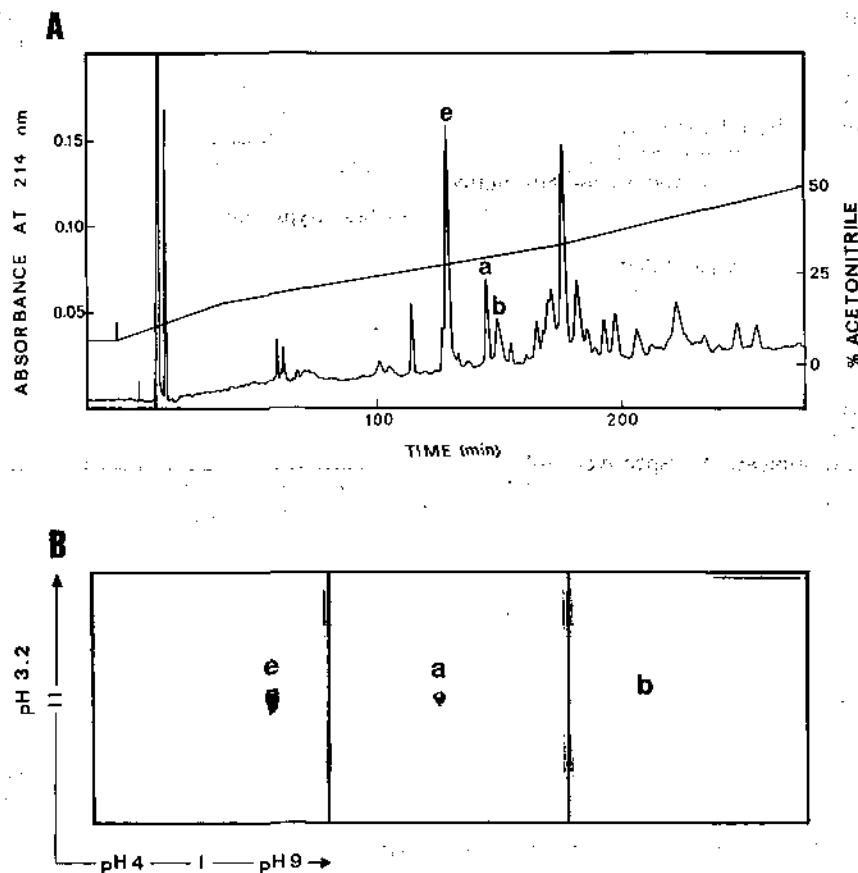 A
ABSORBANCE AT 214 nm
0.15
0.10
0.05
e
a
b
50
25
0
% ACETONITRILE
100
200
TIME (min)
B
pH 3.2
II
e
a
b
pH 4 — I — pH 9